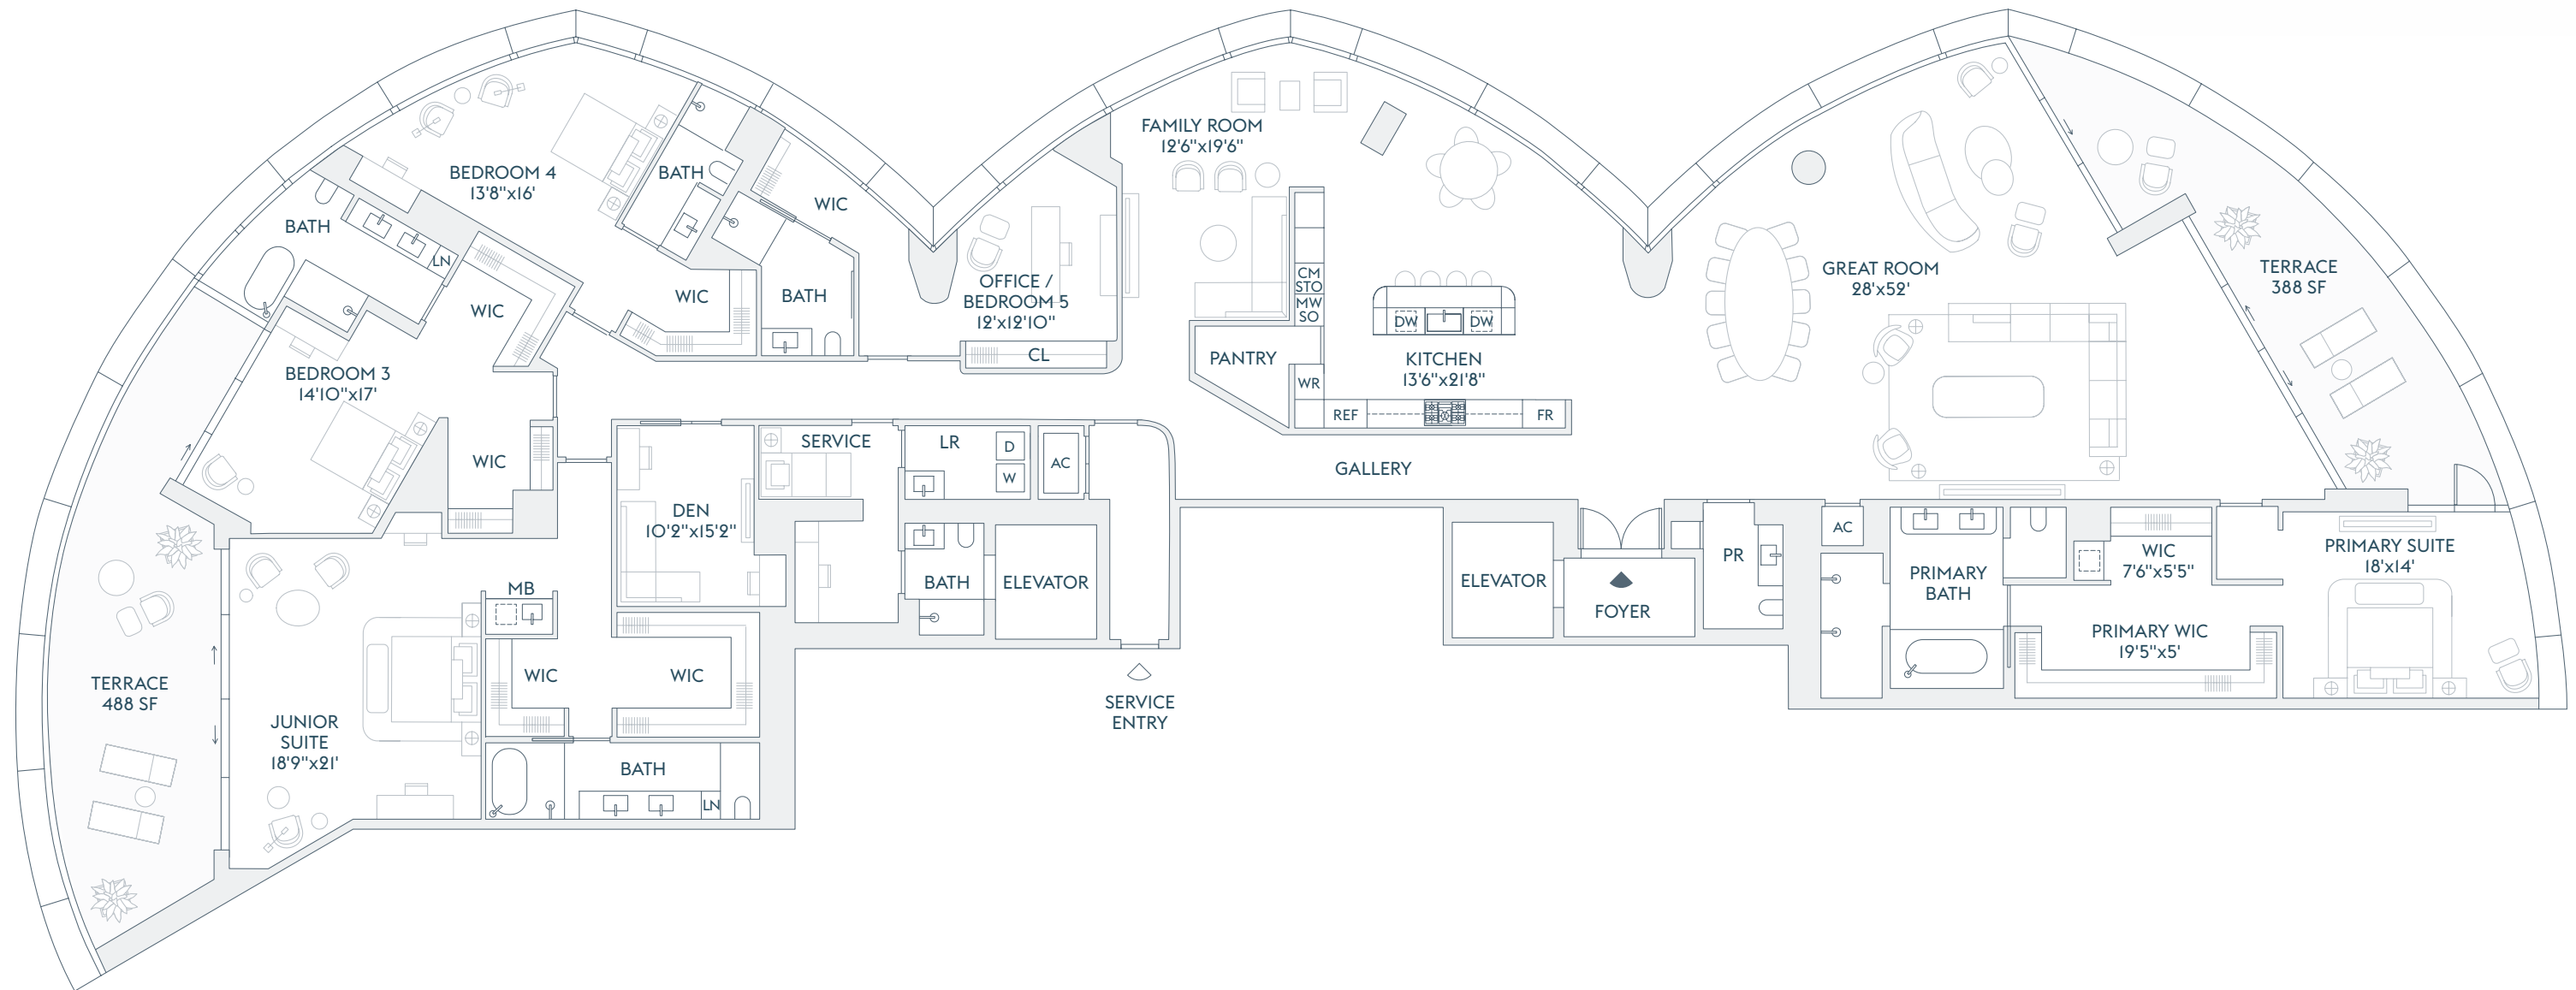 FAMILY ROOM
12'6"x19'6"
BEDROOM 4
13'8"x16'
BATH
WIC
BATH
LN
GREAT ROOM
28'x52'
TERRACE
388 SF
WIC
WIC
BATH
OFFICE /
BEDROOM 5
12'x12'10"
CL
CM
STO
MW
SO
DW
DW
PANTRY
KITCHEN
13'6"x21'8"
WR
REF
FR
BEDROOM 3
14'10"x17'
WIC
SERVICE
LR
D
W
AC
GALLERY
DEN
10'2"x15'2"
BATH
ELEVATOR
ELEVATOR
FOYER
PR
AC
PRIMARY
BATH
WIC
7'6"x5'5"
PRIMARY SUITE
18'x14'
PRIMARY WIC
19'5"x5'
MB
WIC
WIC
TERRACE
488 SF
JUNIOR
SUITE
18'9"x21'
BATH
LN
SERVICE
ENTRY